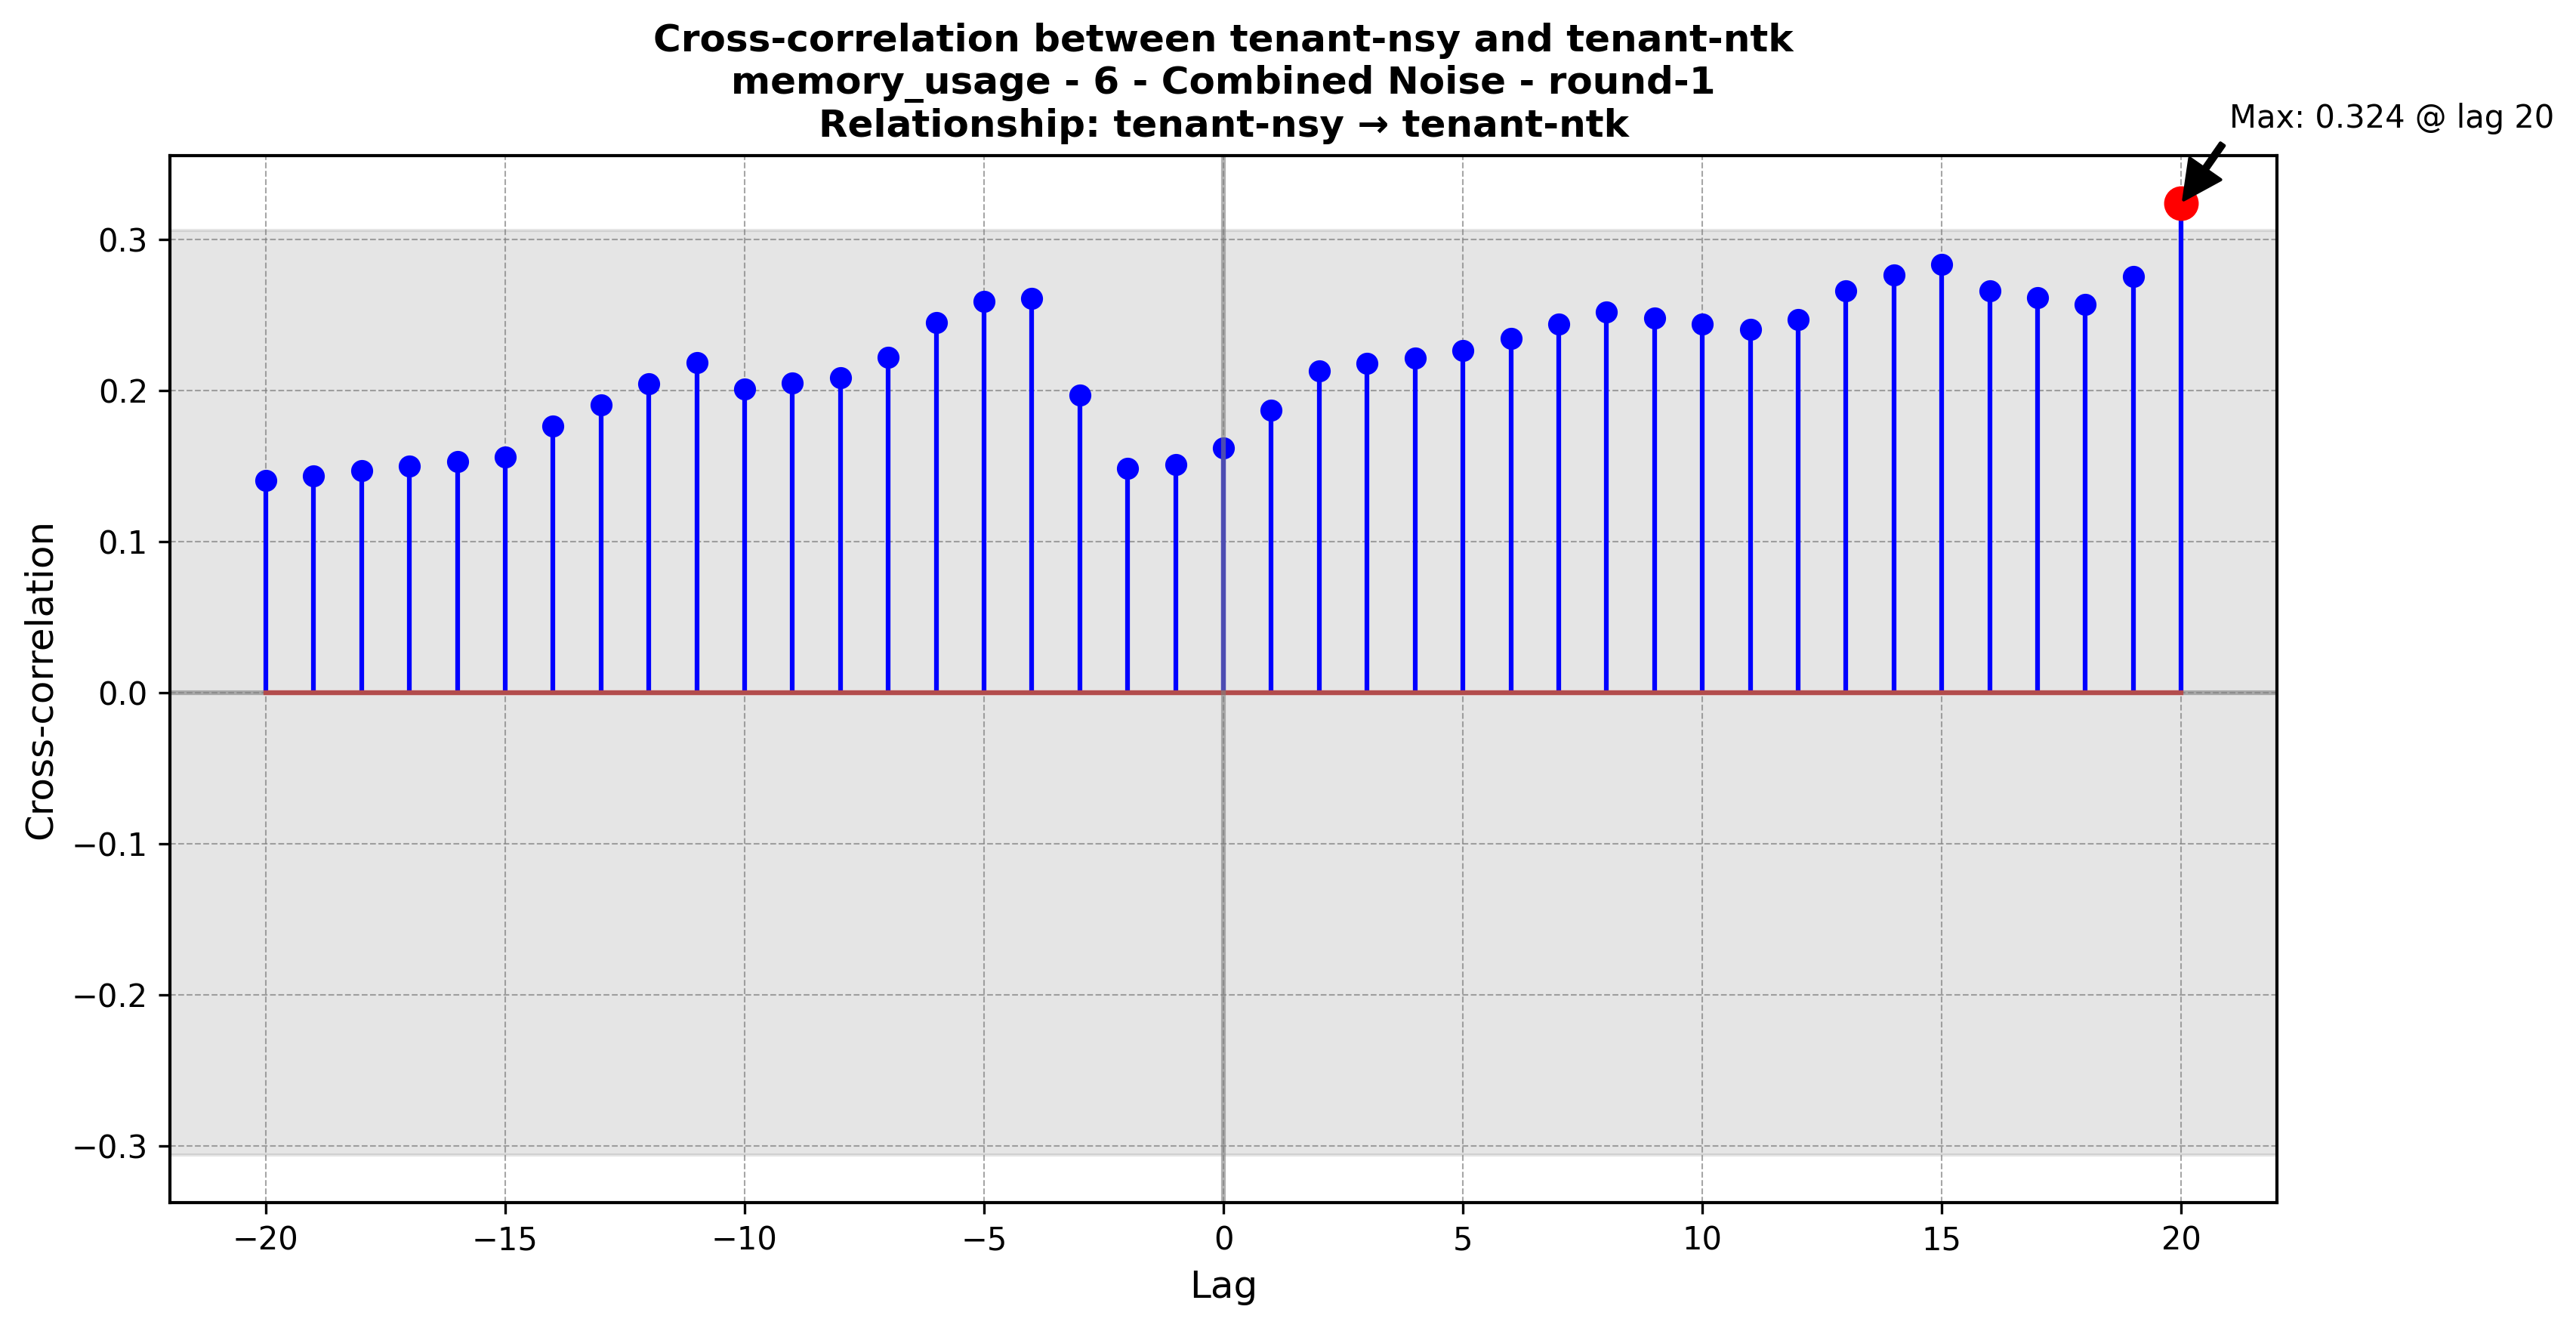 Cross-correlation between tenant-nsy and tenant-ntk
memory_usage - 6 - Combined Noise - round-1
Relationship: tenant-nsy → tenant-ntk
Max: 0.324 @ lag 20
Cross-correlation
0.3
0.2
0.1
0.0
−0.1
−0.2
−0.3
−20
−15
−10
−5
0
5
10
15
20
Lag